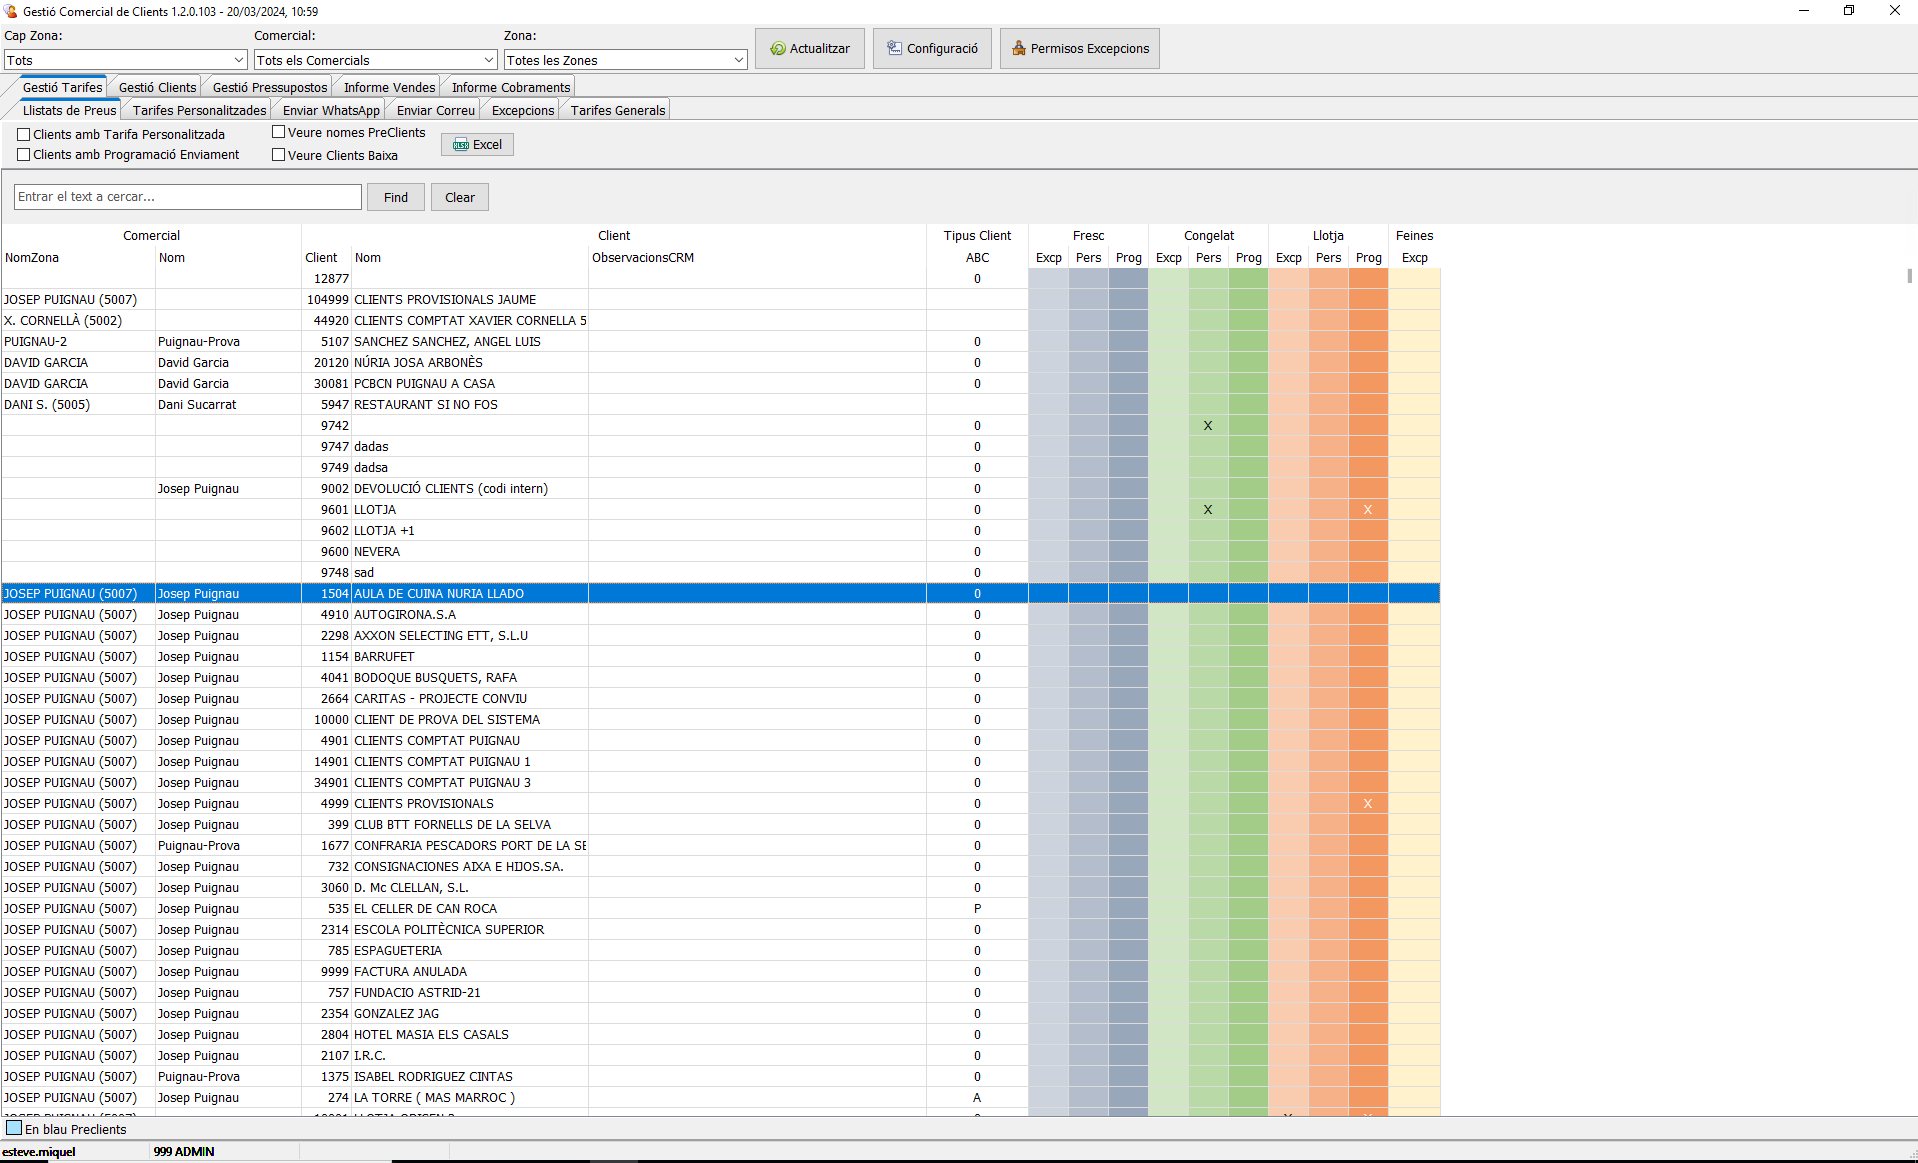 Gestió Comercial de Clients 1.2.0.103 - 20/03/2024, 10:59
Cap Zona: Comercial: Zona:
Tots Tots els Comercials Totes les Zones Actualitzar Configuració Permisos Excepcions
Gestió Tarifes Gestió Clients Gestió Pressupostos Informe Vendes Informe Cobraments
Llistats de Preus Tarifes Personalitzades Enviar WhatsApp Enviar Correu Excepcions Tarifes Generals
Clients amb Tarifa Personalitzada Veure nomes PreClients
Clients amb Programació Enviament Veure Clients Baixa
XLSX Excel
Entrar el text a cercar... Find Clear
Comercial Client Tipus Client Fresc Congelat Llotja Feines
NomZona Nom Client Nom ObservacionsCRM ABC Excp Pers Prog Excp Pers Prog Excp Pers Prog Excp
12877 0
JOSEP PUIGNAU (5007) 104999 CLIENTS PROVISIONALS JAUME
X. CORNELLÀ (5002) 44920 CLIENTS COMPTAT XAVIER CORNELLA 5
PUIGNAU-2 Puignau-Prova 5107 SANCHEZ SANCHEZ, ANGEL LUIS 0
DAVID GARCIA David Garcia 20120 NÚRIA JOSA ARBONÈS 0
DAVID GARCIA David Garcia 30081 PCBCN PUIGNAU A CASA 0
DANI S. (5005) Dani Sucarrat 5947 RESTAURANT SI NO FOS
9742 0 X
9747 dadas 0
9749 dadsa 0
Josep Puignau 9002 DEVOLUCIÓ CLIENTS (codi intern) 0
9601 LLOTJA 0 X X
9602 LLOTJA +1 0
9600 NEVERA 0
9748 sad 0
JOSEP PUIGNAU (5007) Josep Puignau 1504 AULA DE CUINA NURIA LLADO 0
JOSEP PUIGNAU (5007) Josep Puignau 4910 AUTOGIRONA.S.A 0
JOSEP PUIGNAU (5007) Josep Puignau 2298 AXXON SELECTING ETT, S.L.U 0
JOSEP PUIGNAU (5007) Josep Puignau 1154 BARRUFET 0
JOSEP PUIGNAU (5007) Josep Puignau 4041 BODOQUE BUSQUETS, RAFA 0
JOSEP PUIGNAU (5007) Josep Puignau 2664 CARITAS - PROJECTE CONVIU 0
JOSEP PUIGNAU (5007) Josep Puignau 10000 CLIENT DE PROVA DEL SISTEMA 0
JOSEP PUIGNAU (5007) Josep Puignau 4901 CLIENTS COMPTAT PUIGNAU 0
JOSEP PUIGNAU (5007) Josep Puignau 14901 CLIENTS COMPTAT PUIGNAU 1 0
JOSEP PUIGNAU (5007) Josep Puignau 34901 CLIENTS COMPTAT PUIGNAU 3 0
JOSEP PUIGNAU (5007) Josep Puignau 4999 CLIENTS PROVISIONALS 0 X
JOSEP PUIGNAU (5007) Josep Puignau 399 CLUB BTT FORNELLS DE LA SELVA 0
JOSEP PUIGNAU (5007) Puignau-Prova 1677 CONFRARIA PESCADORS PORT DE LA SE 0
JOSEP PUIGNAU (5007) Josep Puignau 732 CONSIGNACIONES AIXA E HIJOS.SA. 0
JOSEP PUIGNAU (5007) Josep Puignau 3060 D. Mc CLELLAN, S.L. 0
JOSEP PUIGNAU (5007) Josep Puignau 535 EL CELLER DE CAN ROCA P
JOSEP PUIGNAU (5007) Josep Puignau 2314 ESCOLA POLITÈCNICA SUPERIOR 0
JOSEP PUIGNAU (5007) Josep Puignau 785 ESPAGUETERIA 0
JOSEP PUIGNAU (5007) Josep Puignau 9999 FACTURA ANULADA 0
JOSEP PUIGNAU (5007) Josep Puignau 757 FUNDACIO ASTRID-21 0
JOSEP PUIGNAU (5007) Josep Puignau 2354 GONZALEZ JAG 0
JOSEP PUIGNAU (5007) Josep Puignau 2804 HOTEL MASIA ELS CASALS 0
JOSEP PUIGNAU (5007) Josep Puignau 2107 I.R.C. 0
JOSEP PUIGNAU (5007) Puignau-Prova 1375 ISABEL RODRIGUEZ CINTAS 0
JOSEP PUIGNAU (5007) Josep Puignau 274 LA TORRE ( MAS MARROC ) A
En blau Preclients
esteve.miquel 999 ADMIN